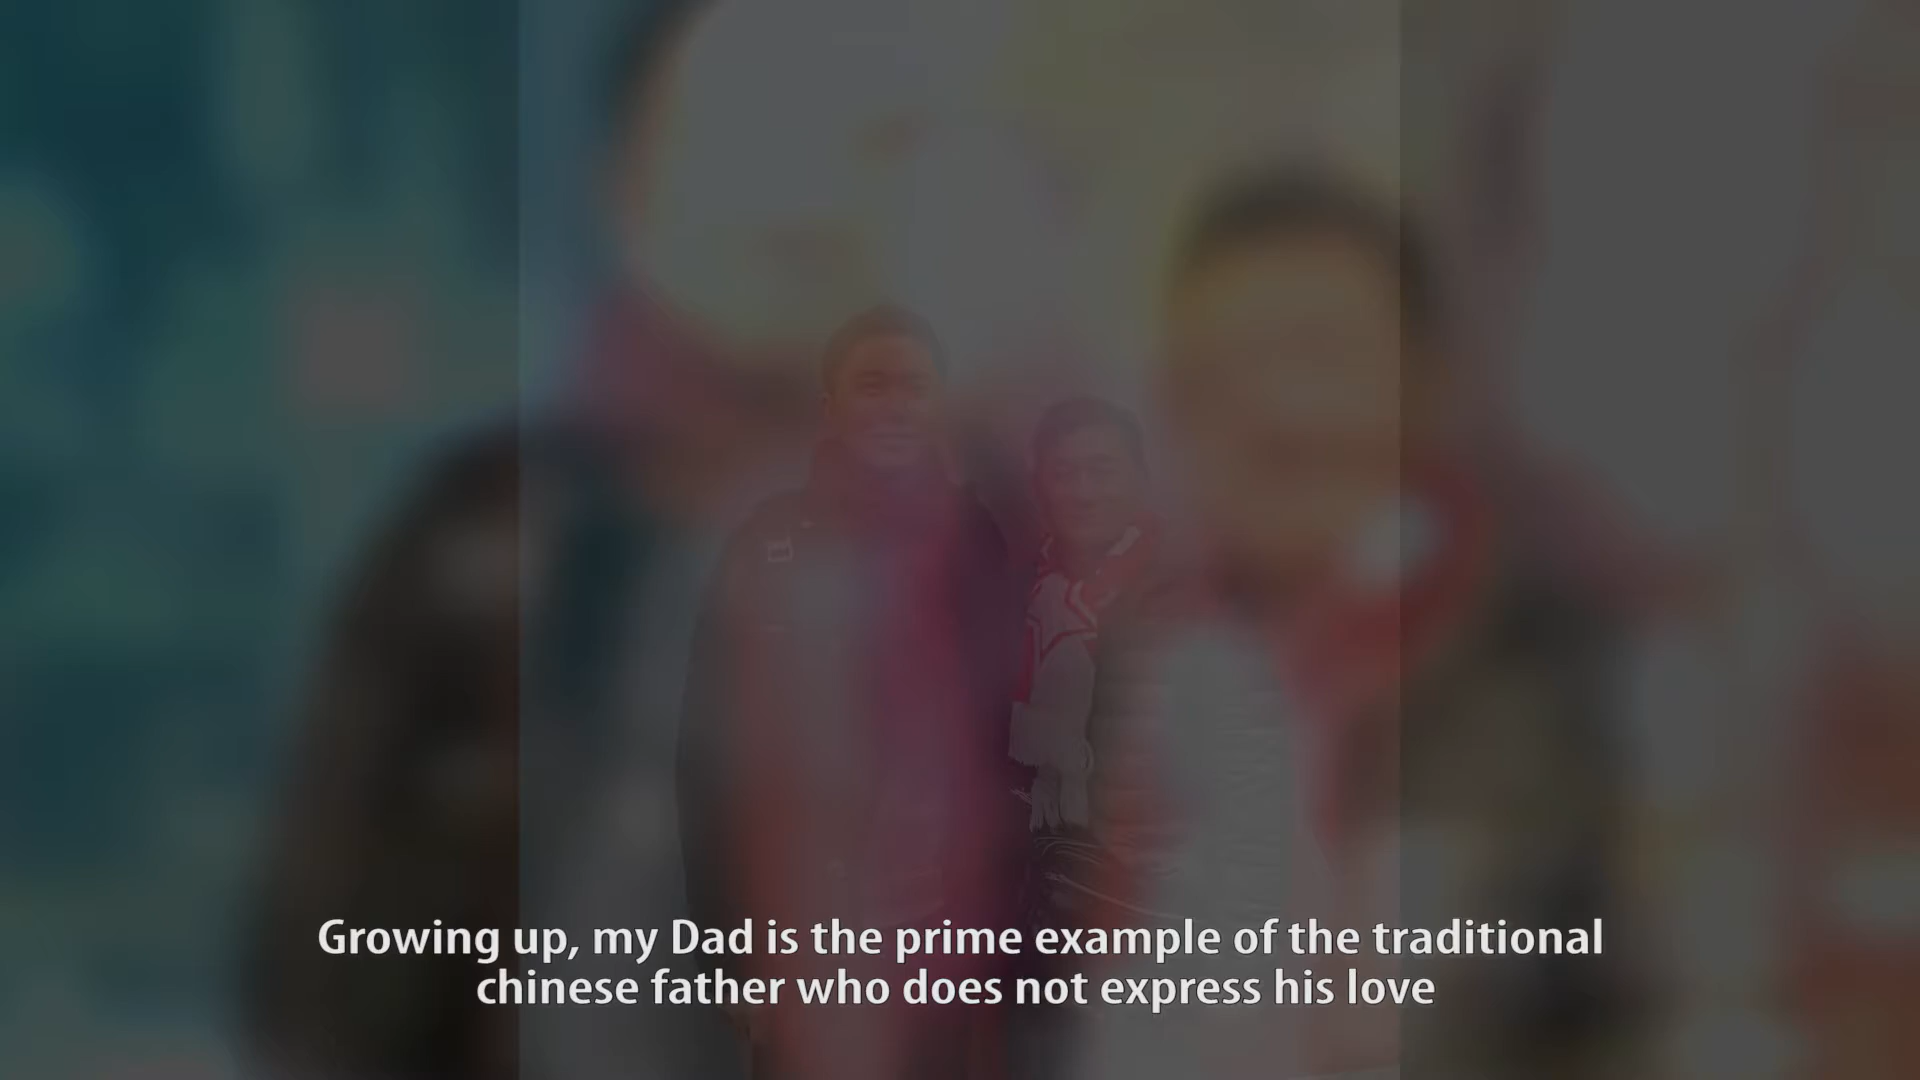 Growing up, my Dad is the prime example of the traditional
chinese father who does not express his love